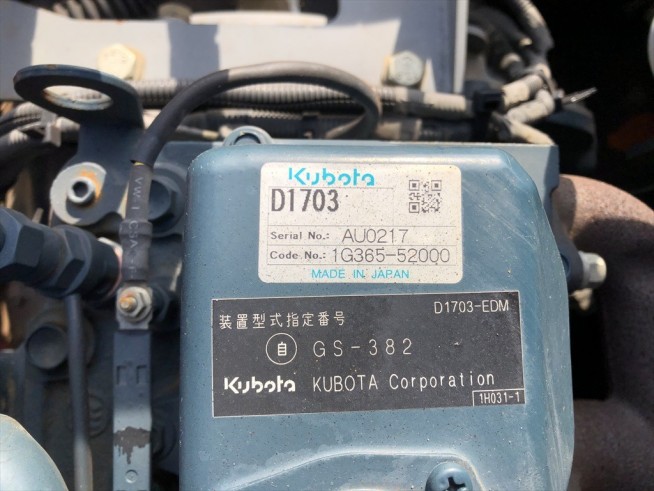 Kubota
D1703
Serial No.: AU0217
Code No.: 1G365-52000
MADE IN JAPAN
D1703-EDM
装置型式指定番号
自 GS-382
Kubota KUBOTA Corporation
1H031-1